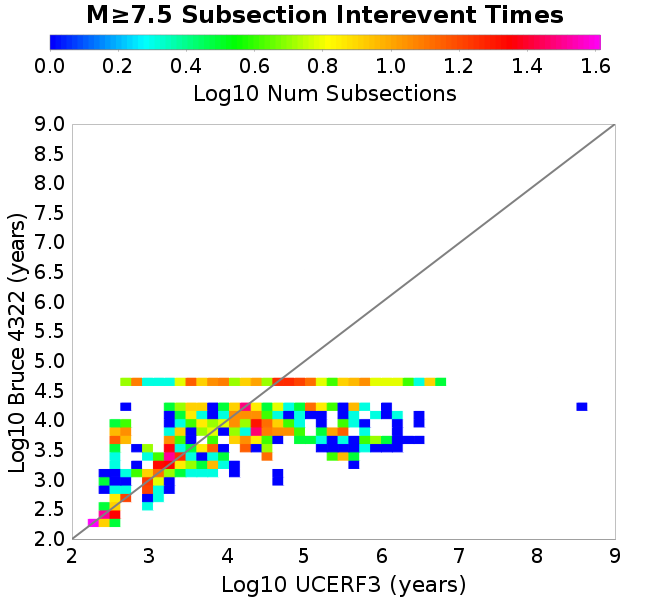 M≥7.5 Subsection Interevent Times
0.0 0.2 0.4 0.6 0.8 1.0 1.2 1.4 1.6
Log10 Num Subsections
9.0
8.5
8.0
7.5
7.0
6.5
6.0
5.5
5.0
4.5
4.0
3.5
3.0
2.5
2.0
Log10 Bruce 4322 (years)
2 3 4 5 6 7 8 9
Log10 UCERF3 (years)